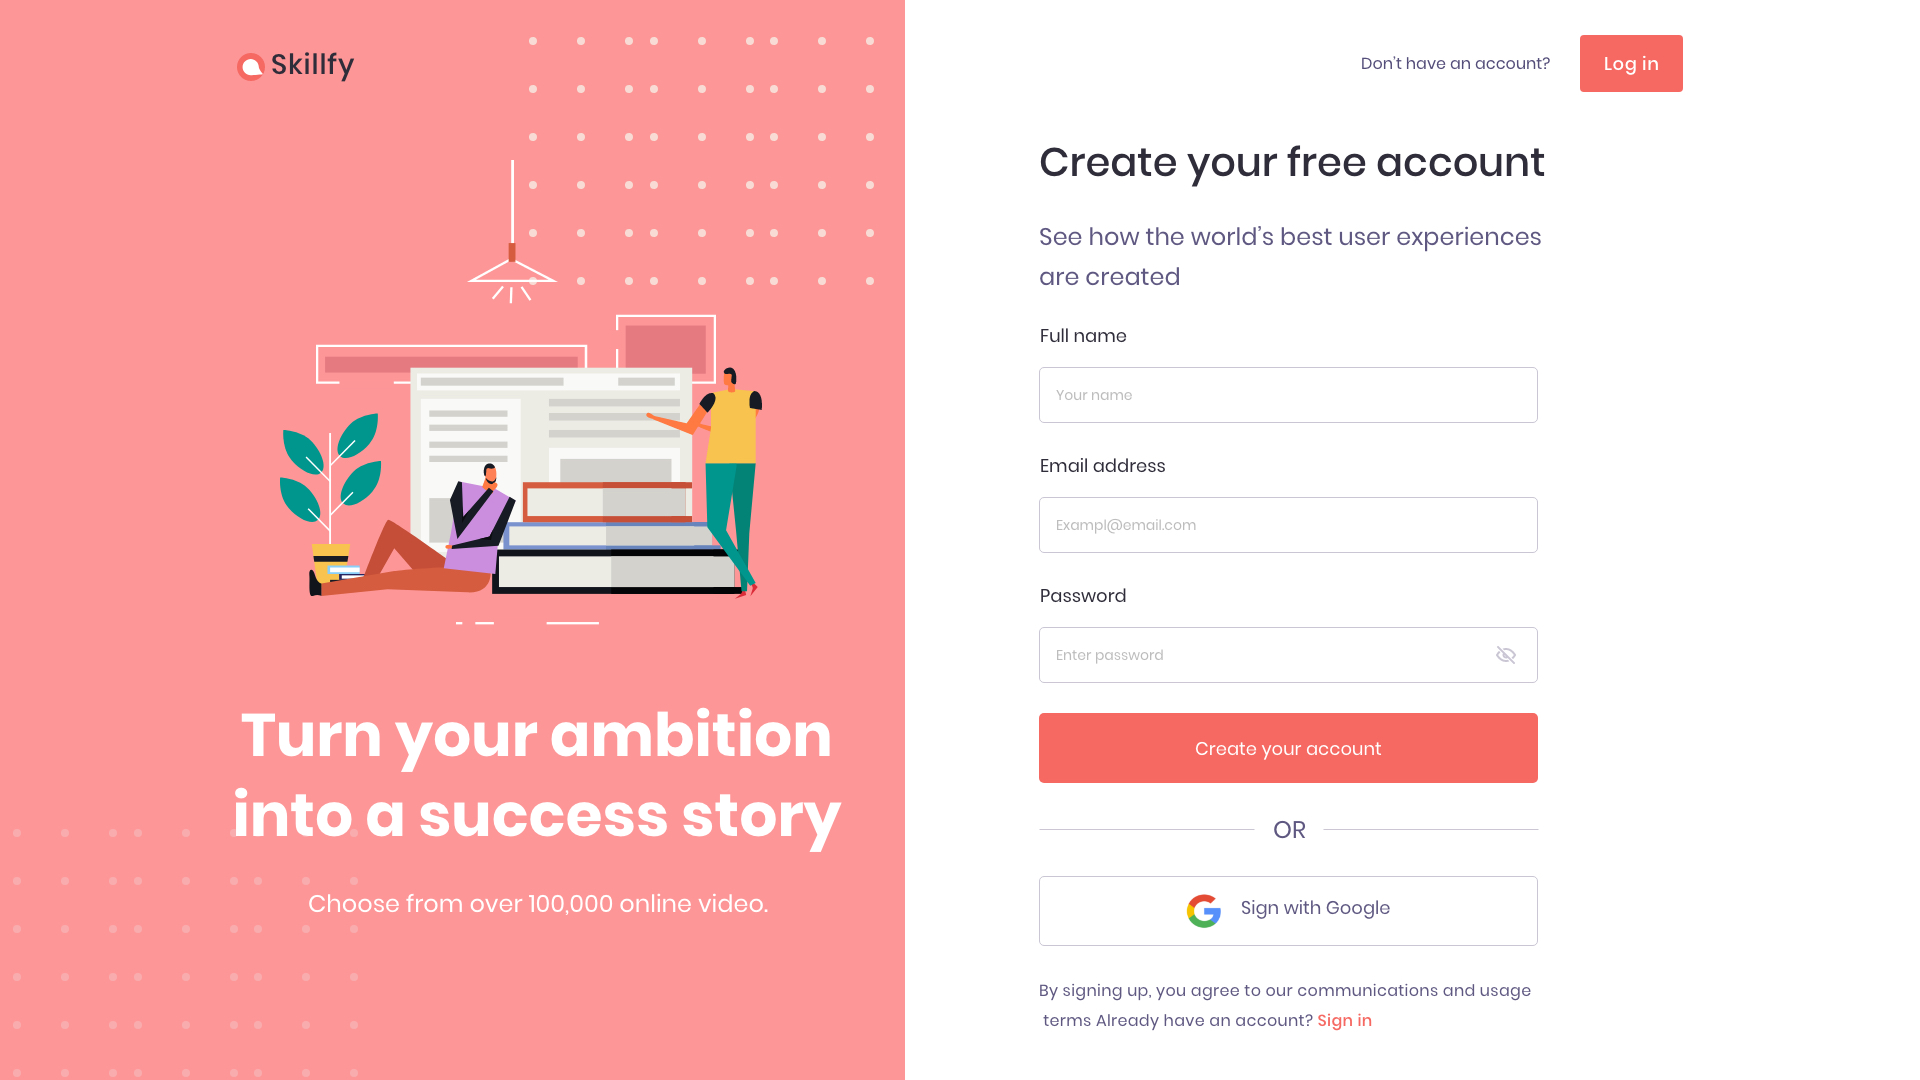 Skillfy
Turn your ambition
into a success story
Choose from over 100,000 online video.
Don't have an account?
Log in
Create your free account
See how the world's best user experiences
are created
Full name
Your name
Email address
Exampl@email.com
Password
Enter password
Create your account
OR
Sign with Google
By signing up, you agree to our communications and usage
terms Already have an account? Sign in